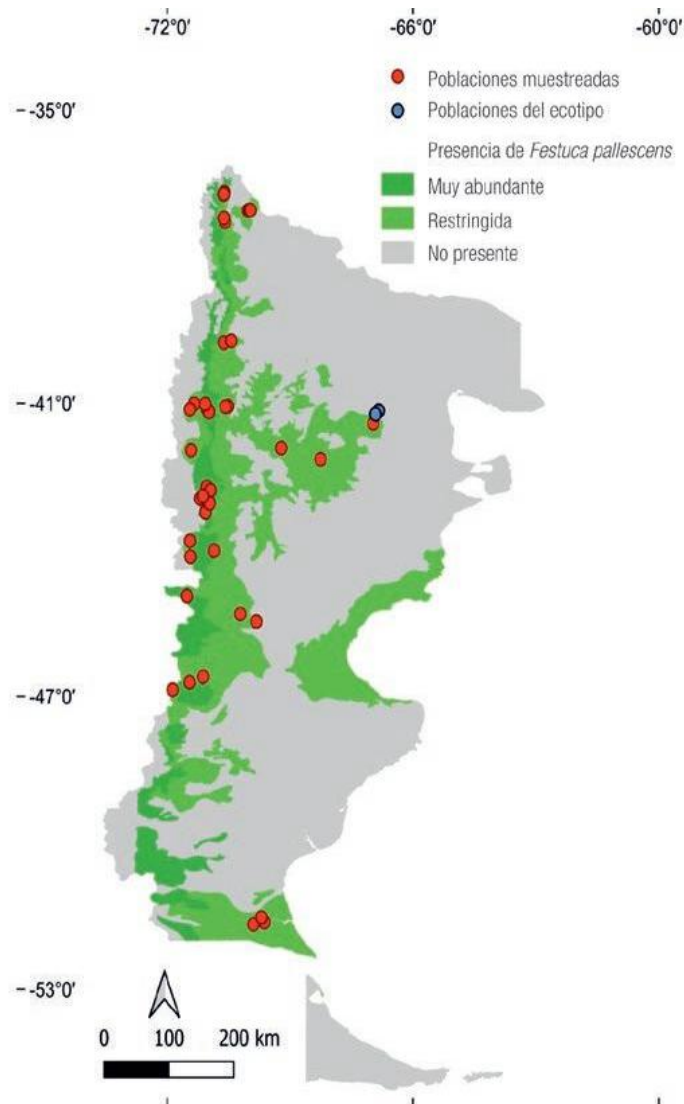 -72°0′
-66°0′
-60°0′
-35°0′
Poblaciones muestreadas
Poblaciones del ecotipo
Presencia de Festuca pallescens
Muy abundante
Restringida
No presente
-41°0′
-47°0′
-53°0′
0 100 200 km